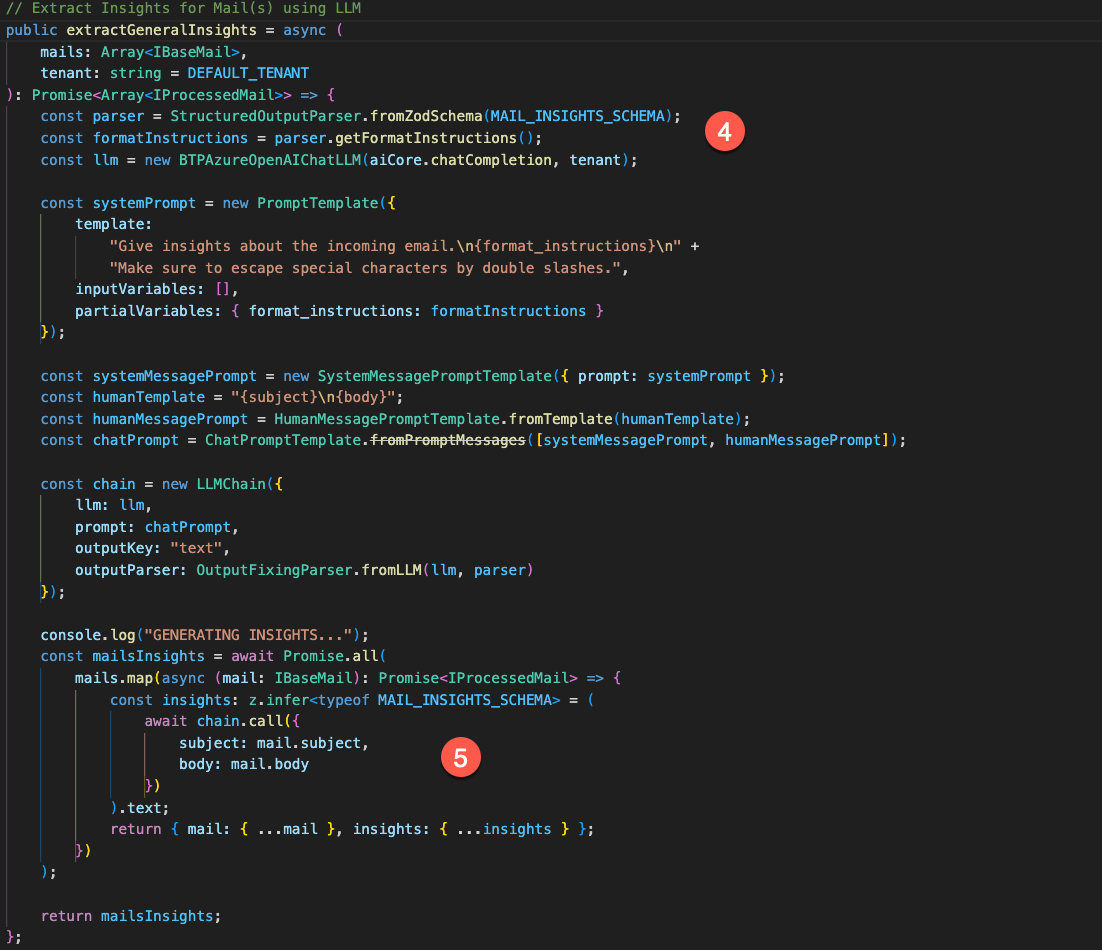 // Extract Insights for Mail(s) using LLM
public extractGeneralInsights = async (
    mails: Array<IBaseMail>,
    tenant: string = DEFAULT_TENANT
): Promise<Array<IProcessedMail>> => {
    const parser = StructuredOutputParser.fromZodSchema(MAIL_INSIGHTS_SCHEMA);
    const formatInstructions = parser.getFormatInstructions();
4
    const llm = new BTPAzureOpenAIChatLLM(aiCore.chatCompletion, tenant);
    const systemPrompt = new PromptTemplate({
        template:
            "Give insights about the incoming email.\n{format_instructions}\n" +
            "Make sure to escape special characters by double slashes.",
        inputVariables: [],
        partialVariables: { format_instructions: formatInstructions }
    });
    const systemMessagePrompt = new SystemMessagePromptTemplate({ prompt: systemPrompt });
    const humanTemplate = "{subject}\n{body}";
    const humanMessagePrompt = HumanMessagePromptTemplate.fromTemplate(humanTemplate);
    const chatPrompt = ChatPromptTemplate.fromPromptMessages([systemMessagePrompt, humanMessagePrompt]);
    const chain = new LLMChain({
        llm: llm,
        prompt: chatPrompt,
        outputKey: "text",
        outputParser: OutputFixingParser.fromLLM(llm, parser)
    });
    console.log("GENERATING INSIGHTS...");
    const mailsInsights = await Promise.all(
        mails.map(async (mail: IBaseMail): Promise<IProcessedMail> => {
            const insights: z.infer<typeof MAIL_INSIGHTS_SCHEMA> = (
                await chain.call({
                    subject: mail.subject,
                    body: mail.body
5
                })
            ).text;
            return { mail: { ...mail }, insights: { ...insights } };
        })
    );
    return mailsInsights;
};